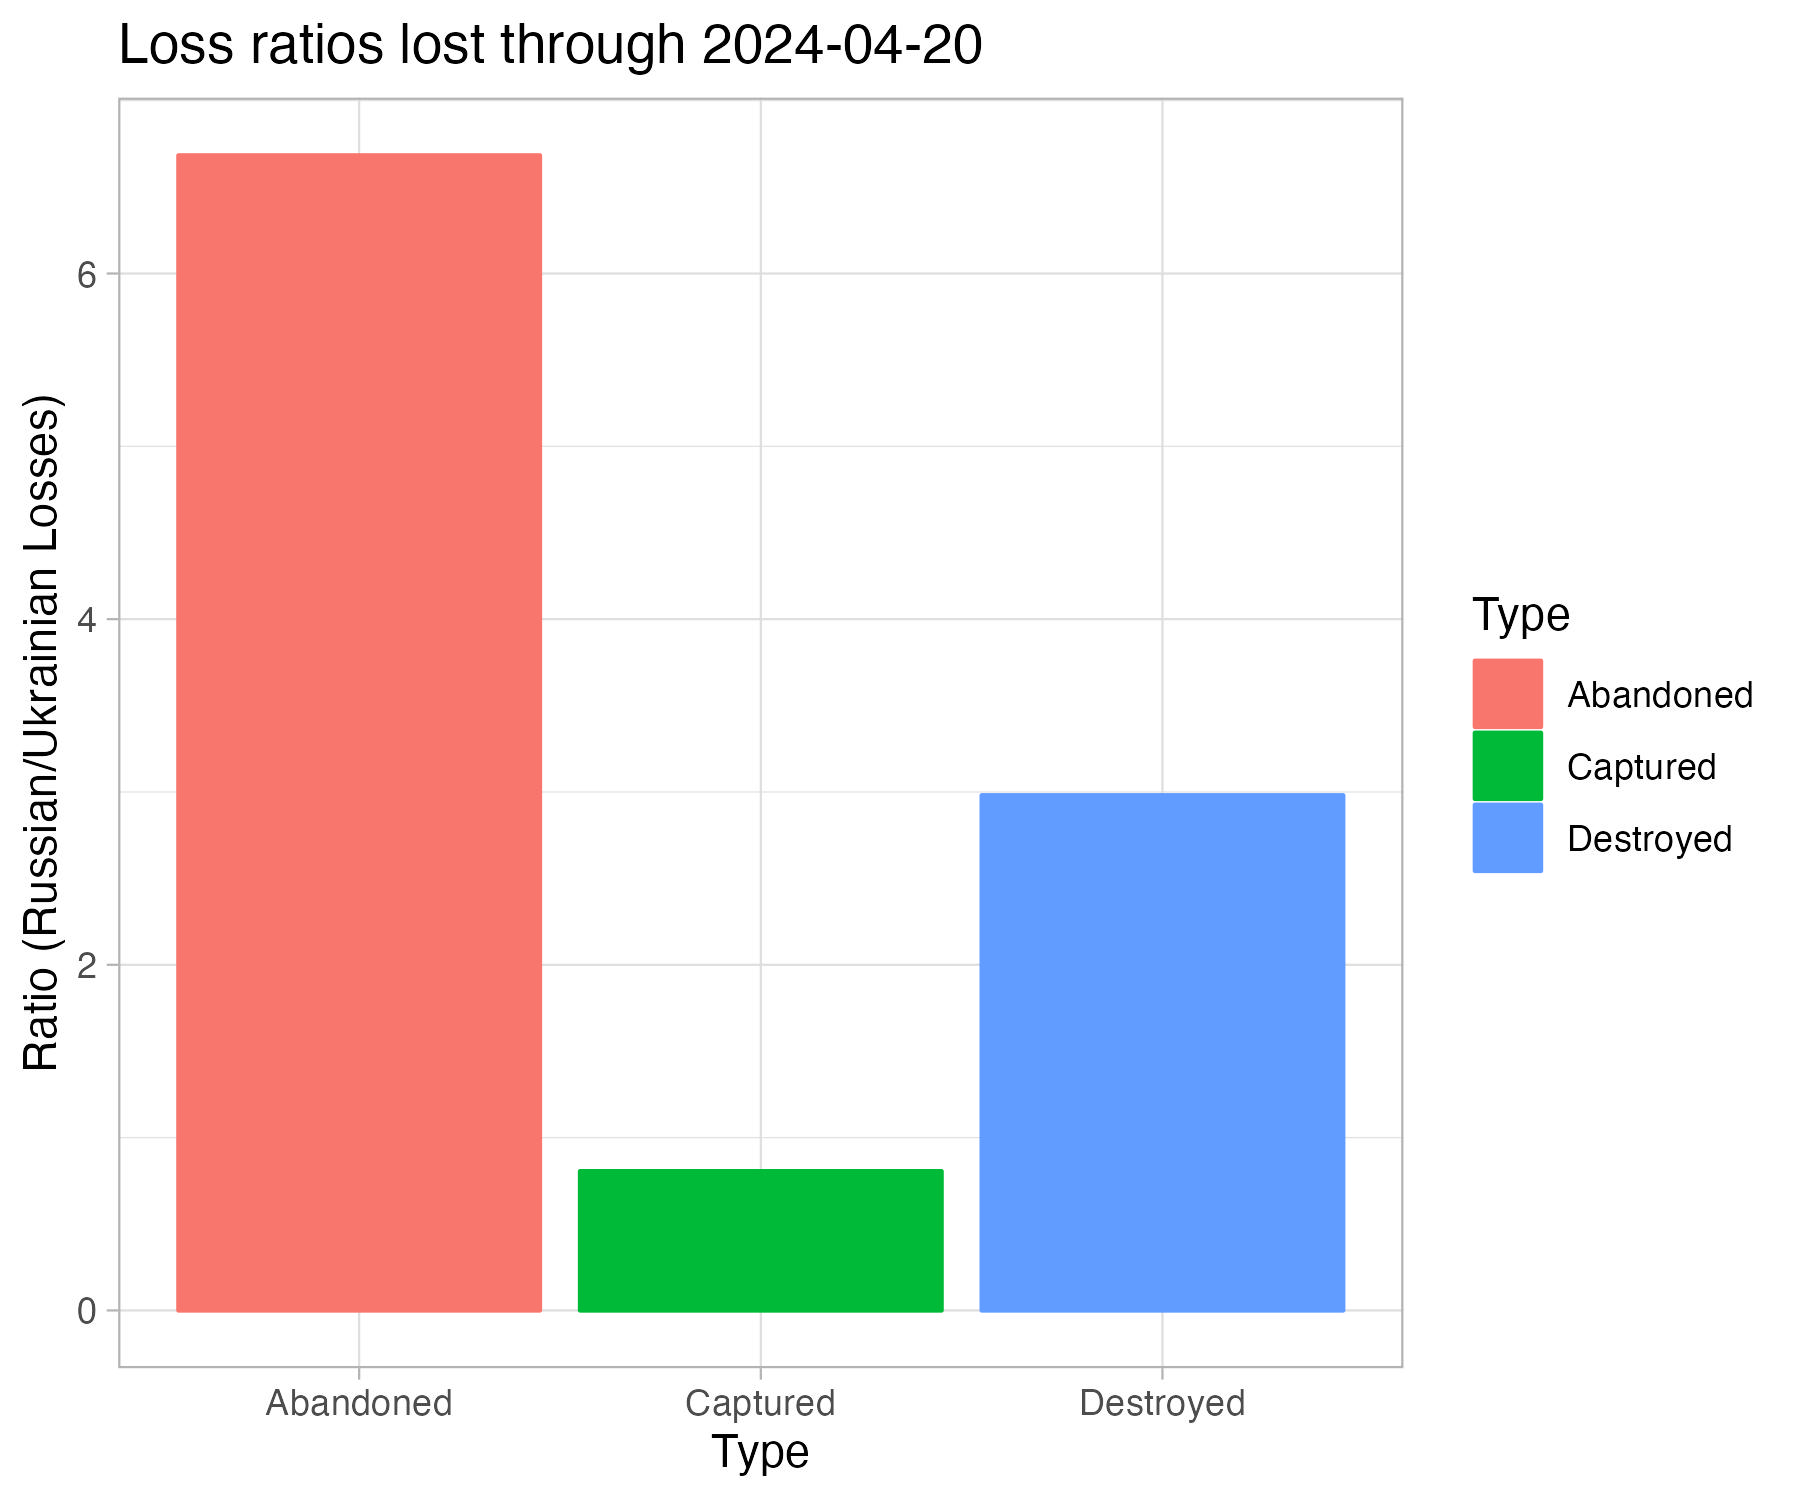 Loss ratios lost through 2024-04-20
Ratio (Russian/Ukrainian Losses)
6
4
2
0
Abandoned
Captured
Destroyed
Type
Type
Abandoned
Captured
Destroyed